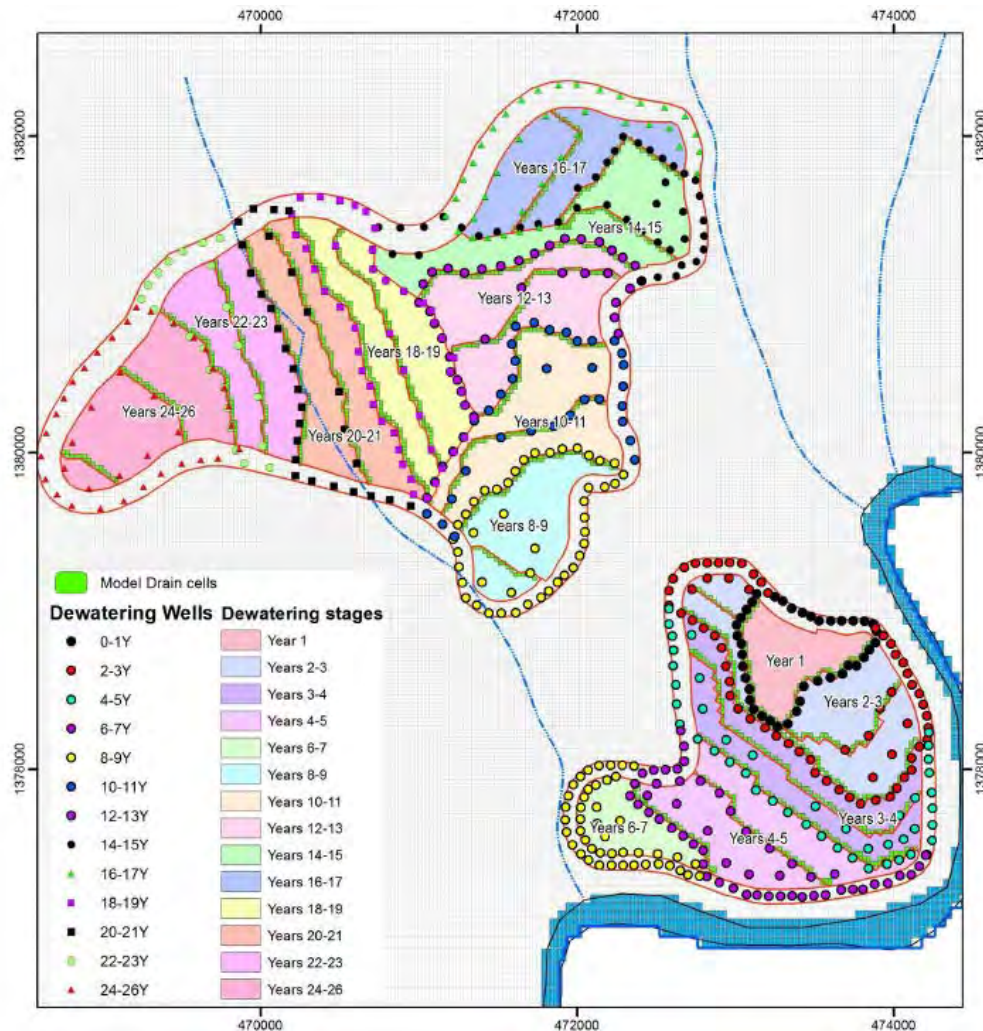 470000 472000 474000
1382000 1382000
Years 16-17
Years 14-15
Years 12-13
Years 22-23
Years 18-19
Years 24-26
Years 10-11
Years 20-21
1380000 1380000
Years 8-9
Model Drain cells
Dewatering Wells Dewatering stages
0-1Y Year 1
2-3Y Years 2-3
4-5Y Years 3-4
6-7Y Years 4-5
8-9Y Years 6-7
10-11Y Years 8-9
12-13Y Years 10-11
14-15Y Years 12-13
16-17Y Years 14-15
18-19Y Years 16-17
20-21Y Years 18-19
22-23Y Years 20-21
24-26Y Years 22-23
Years 24-26
Year 1
Years 2-3
1378000 1378000
Years 3-4
Years 6-7
Years 4-5
470000 472000 474000